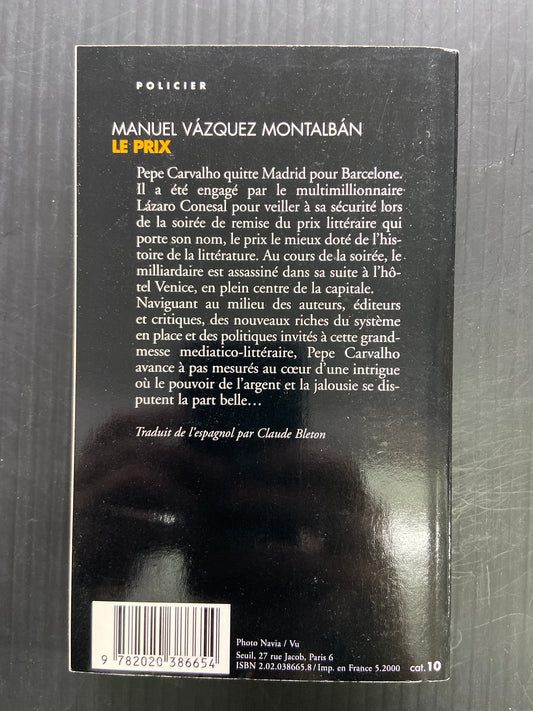 POLICIER
MANUEL VÁZQUEZ MONTALBÁN
LE PRIX
Pepe Carvalho quitte Madrid pour Barcelone.
Il a été engagé par le multimillionnaire
Lázaro Conesal pour veiller à sa sécurité lors
de la soirée de remise du prix littéraire qui
porte son nom, le prix le mieux doté de l'his-
toire de la littérature. Au cours de la soirée, le
milliardaire est assassiné dans sa suite à l'hô-
tel Venice, en plein centre de la capitale.
Naviguant au milieu des auteurs, éditeurs
et critiques, des nouveaux riches du système
en place et des politiques invités à cette grand-
messe mediatico-littéraire, Pepe Carvalho
avance à pas mesurés au cœur d'une intrigue
où le pouvoir de l'argent et la jalousie se dis-
putent la part belle…
Traduit de l'espagnol par Claude Bleton
9 782020 386654
Photo Navia / Vu
Seuil, 27 rue Jacob, Paris 6
ISBN 2.02.038665.8 / Imp. en France 5.2000
cat. 10